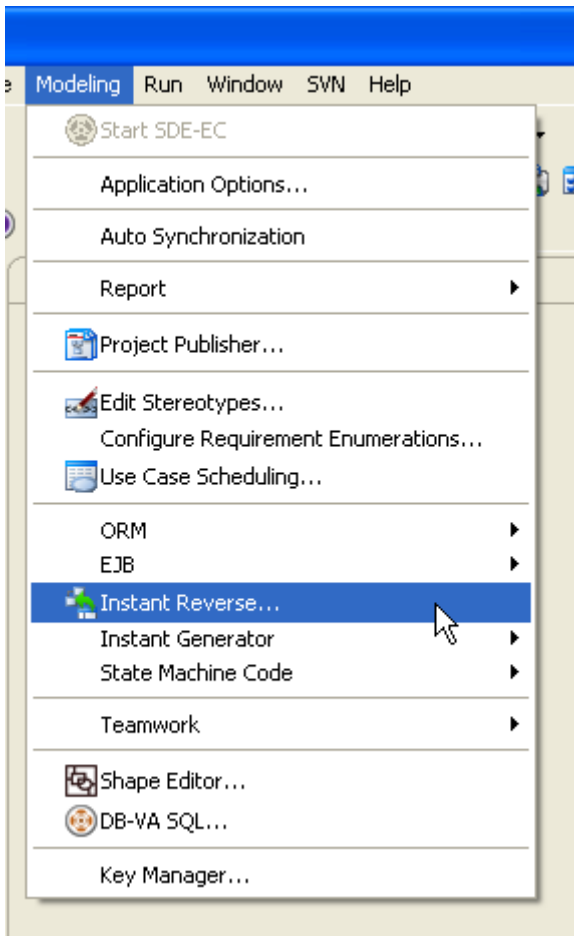 Modeling Run Window SVN Help
Start SDE-EC
Application Options...
Auto Synchronization
Report
Project Publisher...
Edit Stereotypes...
Configure Requirement Enumerations...
Use Case Scheduling...
ORM
EJB
Instant Reverse...
Instant Generator
State Machine Code
Teamwork
Shape Editor...
DB-VA SQL...
Key Manager...